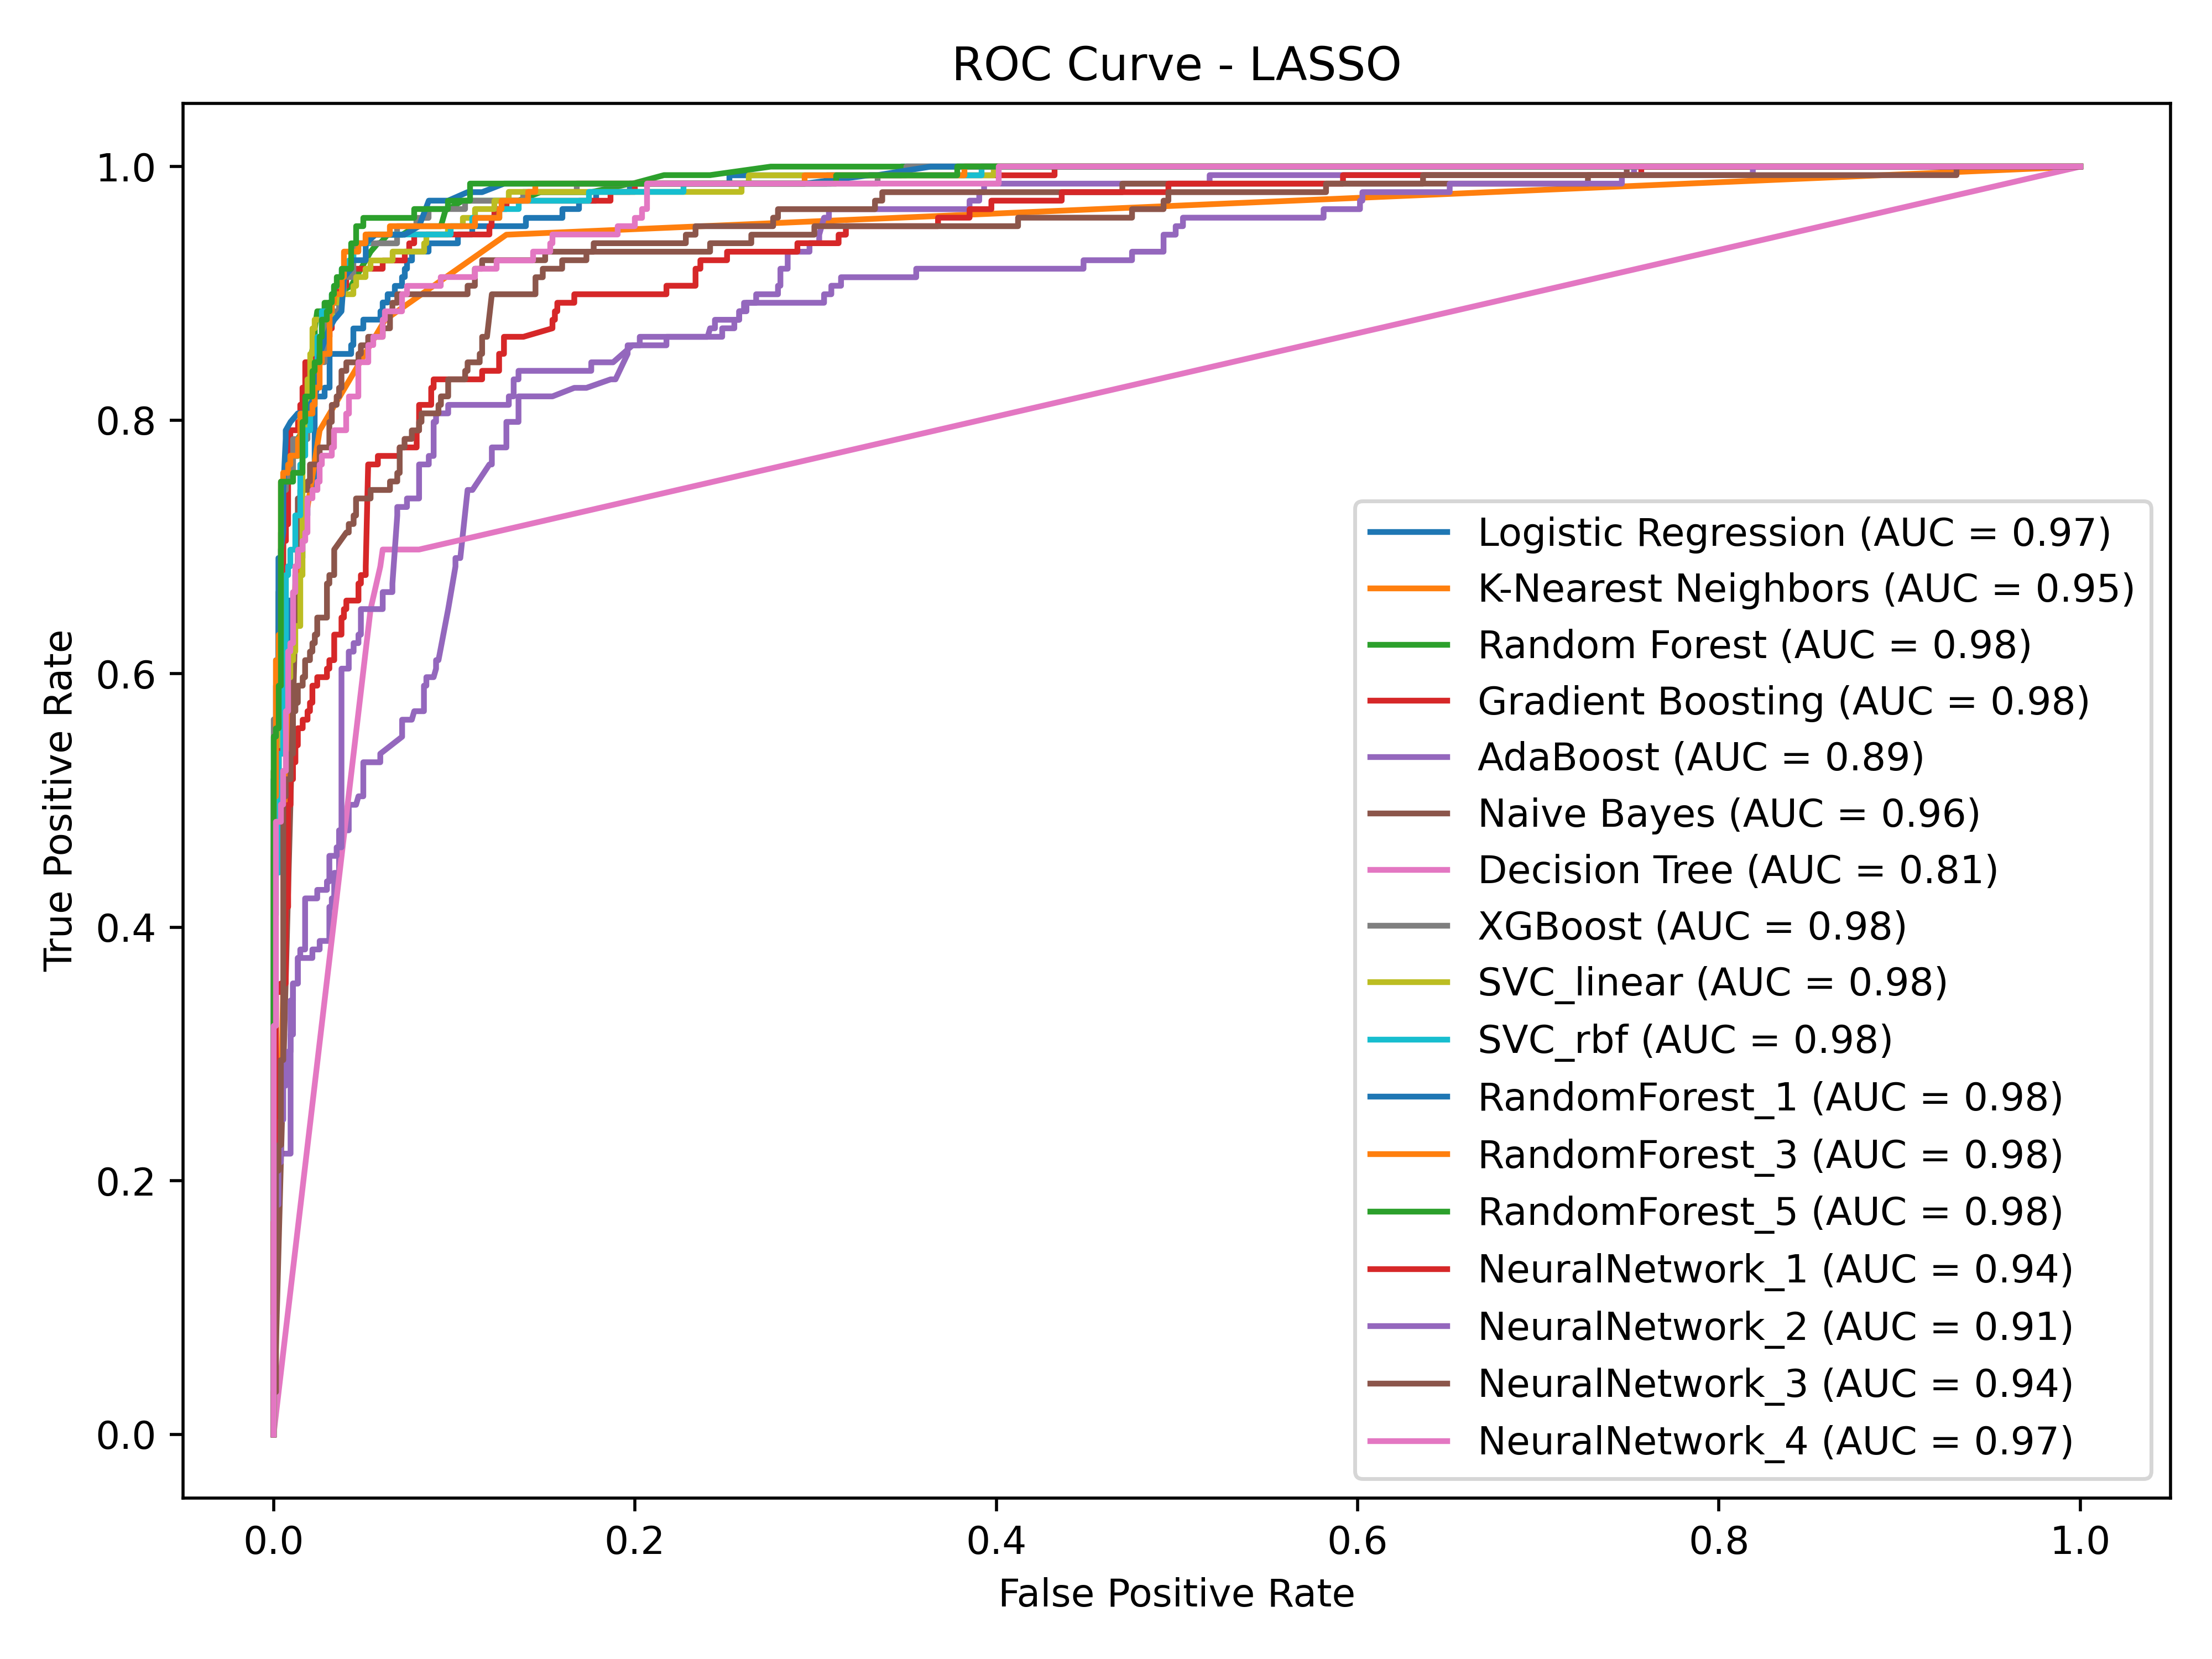 ROC Curve - LASSO
True Positive Rate
1.0
0.8
0.6
0.4
0.2
0.0
Logistic Regression (AUC = 0.97)
K-Nearest Neighbors (AUC = 0.95)
Random Forest (AUC = 0.98)
Gradient Boosting (AUC = 0.98)
AdaBoost (AUC = 0.89)
Naive Bayes (AUC = 0.96)
Decision Tree (AUC = 0.81)
XGBoost (AUC = 0.98)
SVC_linear (AUC = 0.98)
SVC_rbf (AUC = 0.98)
RandomForest_1 (AUC = 0.98)
RandomForest_3 (AUC = 0.98)
RandomForest_5 (AUC = 0.98)
NeuralNetwork_1 (AUC = 0.94)
NeuralNetwork_2 (AUC = 0.91)
NeuralNetwork_3 (AUC = 0.94)
NeuralNetwork_4 (AUC = 0.97)
0.0 0.2 0.4 0.6 0.8 1.0
False Positive Rate